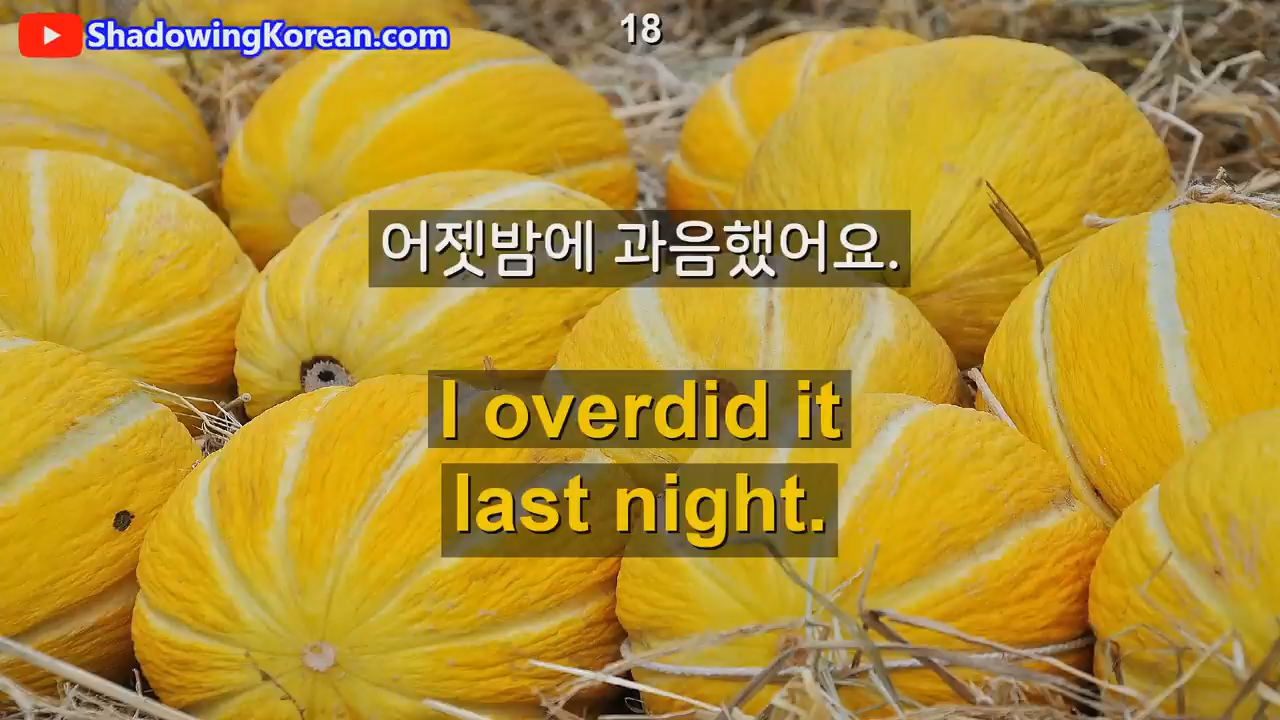 ShadowingKorean.com
18
어젯밤에 과음했어요.
I overdid it
last night.